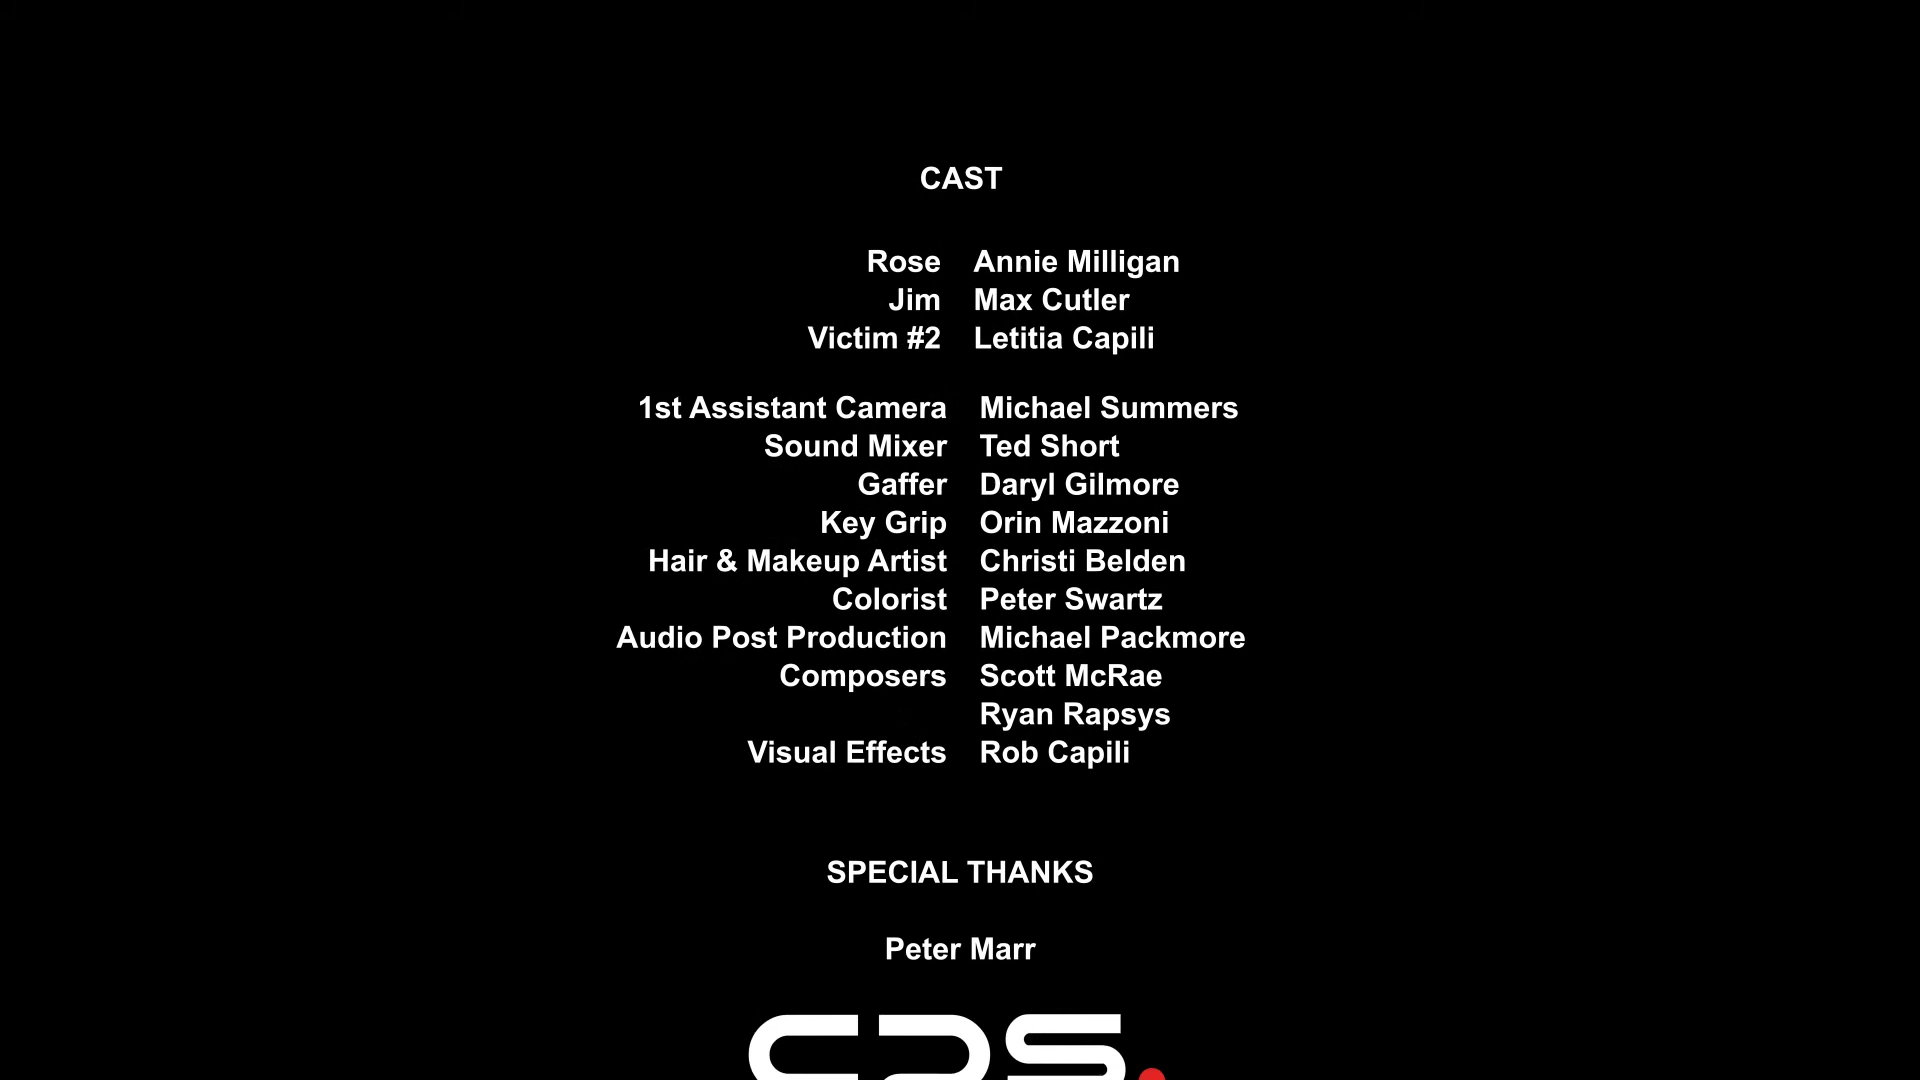 CAST
Rose Annie Milligan
Jim Max Cutler
Victim #2 Letitia Capili
1st Assistant Camera Michael Summers
Sound Mixer Ted Short
Gaffer Daryl Gilmore
Key Grip Orin Mazzoni
Hair & Makeup Artist Christi Belden
Colorist Peter Swartz
Audio Post Production Michael Packmore
Composers Scott McRae
Ryan Rapsys
Visual Effects Rob Capili
SPECIAL THANKS
Peter Marr